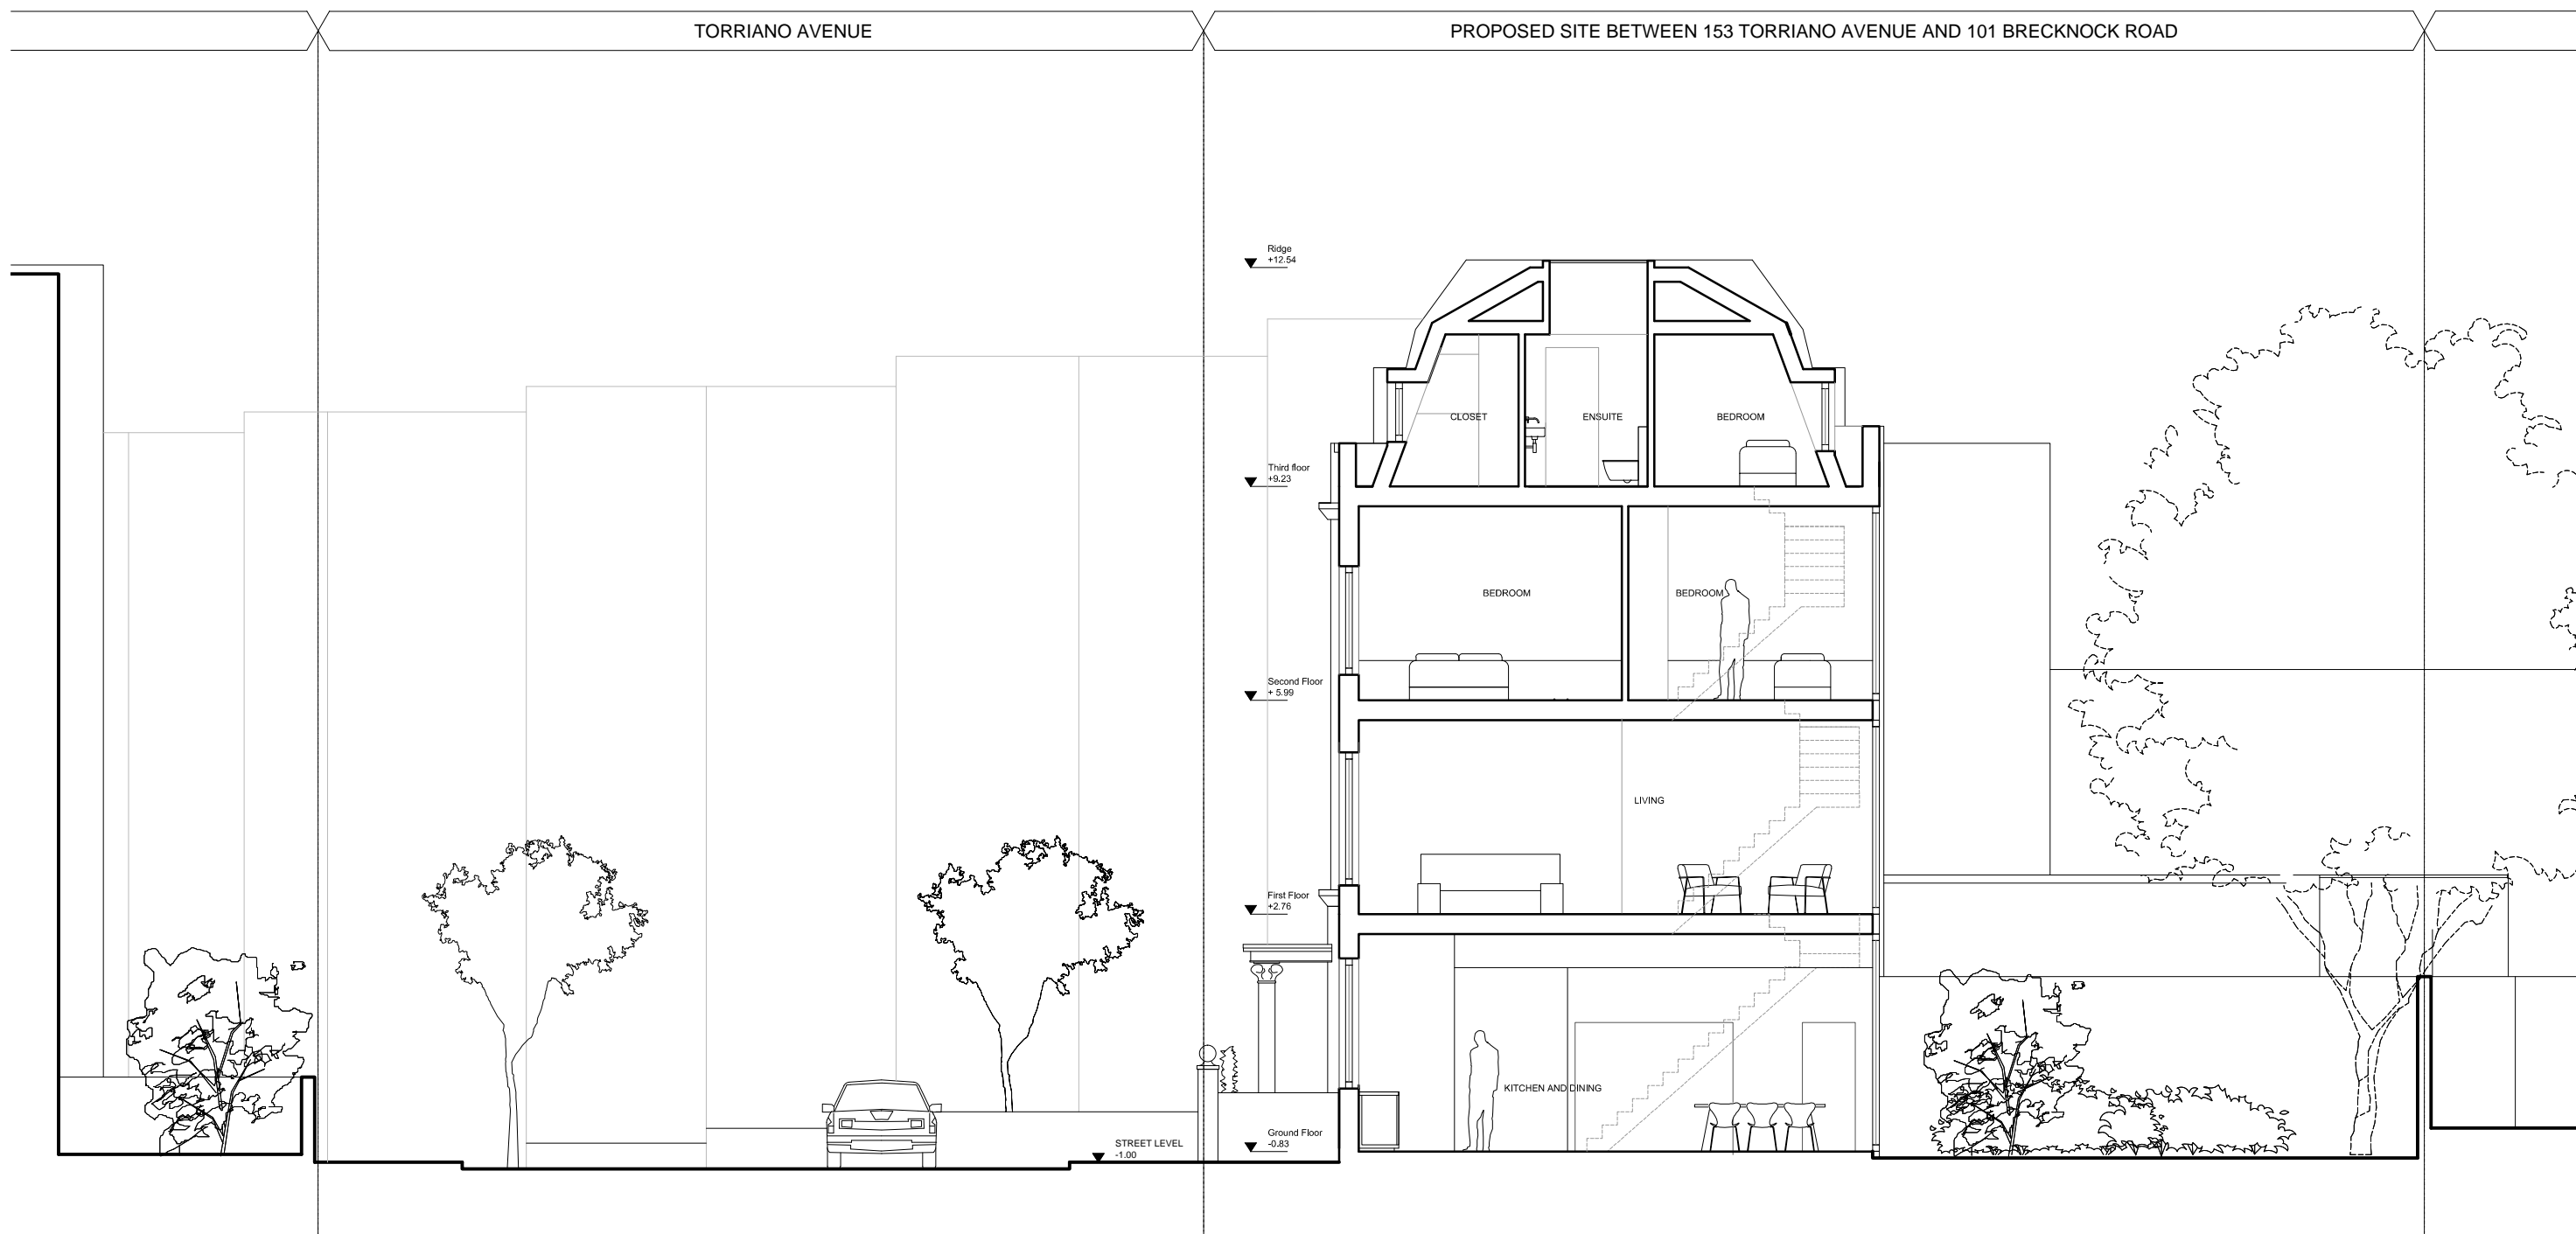 TORRIANO AVENUE
PROPOSED SITE BETWEEN 153 TORRIANO AVENUE AND 101 BRECKNOCK ROAD
Ridge
+12.54
CLOSET
ENSUITE
BEDROOM
Third floor
+9.23
BEDROOM
BEDROOM
Second Floor
+ 5.99
LIVING
First Floor
+2.76
KITCHEN AND DINING
Ground Floor
-0.83
STREET LEVEL
-1.00